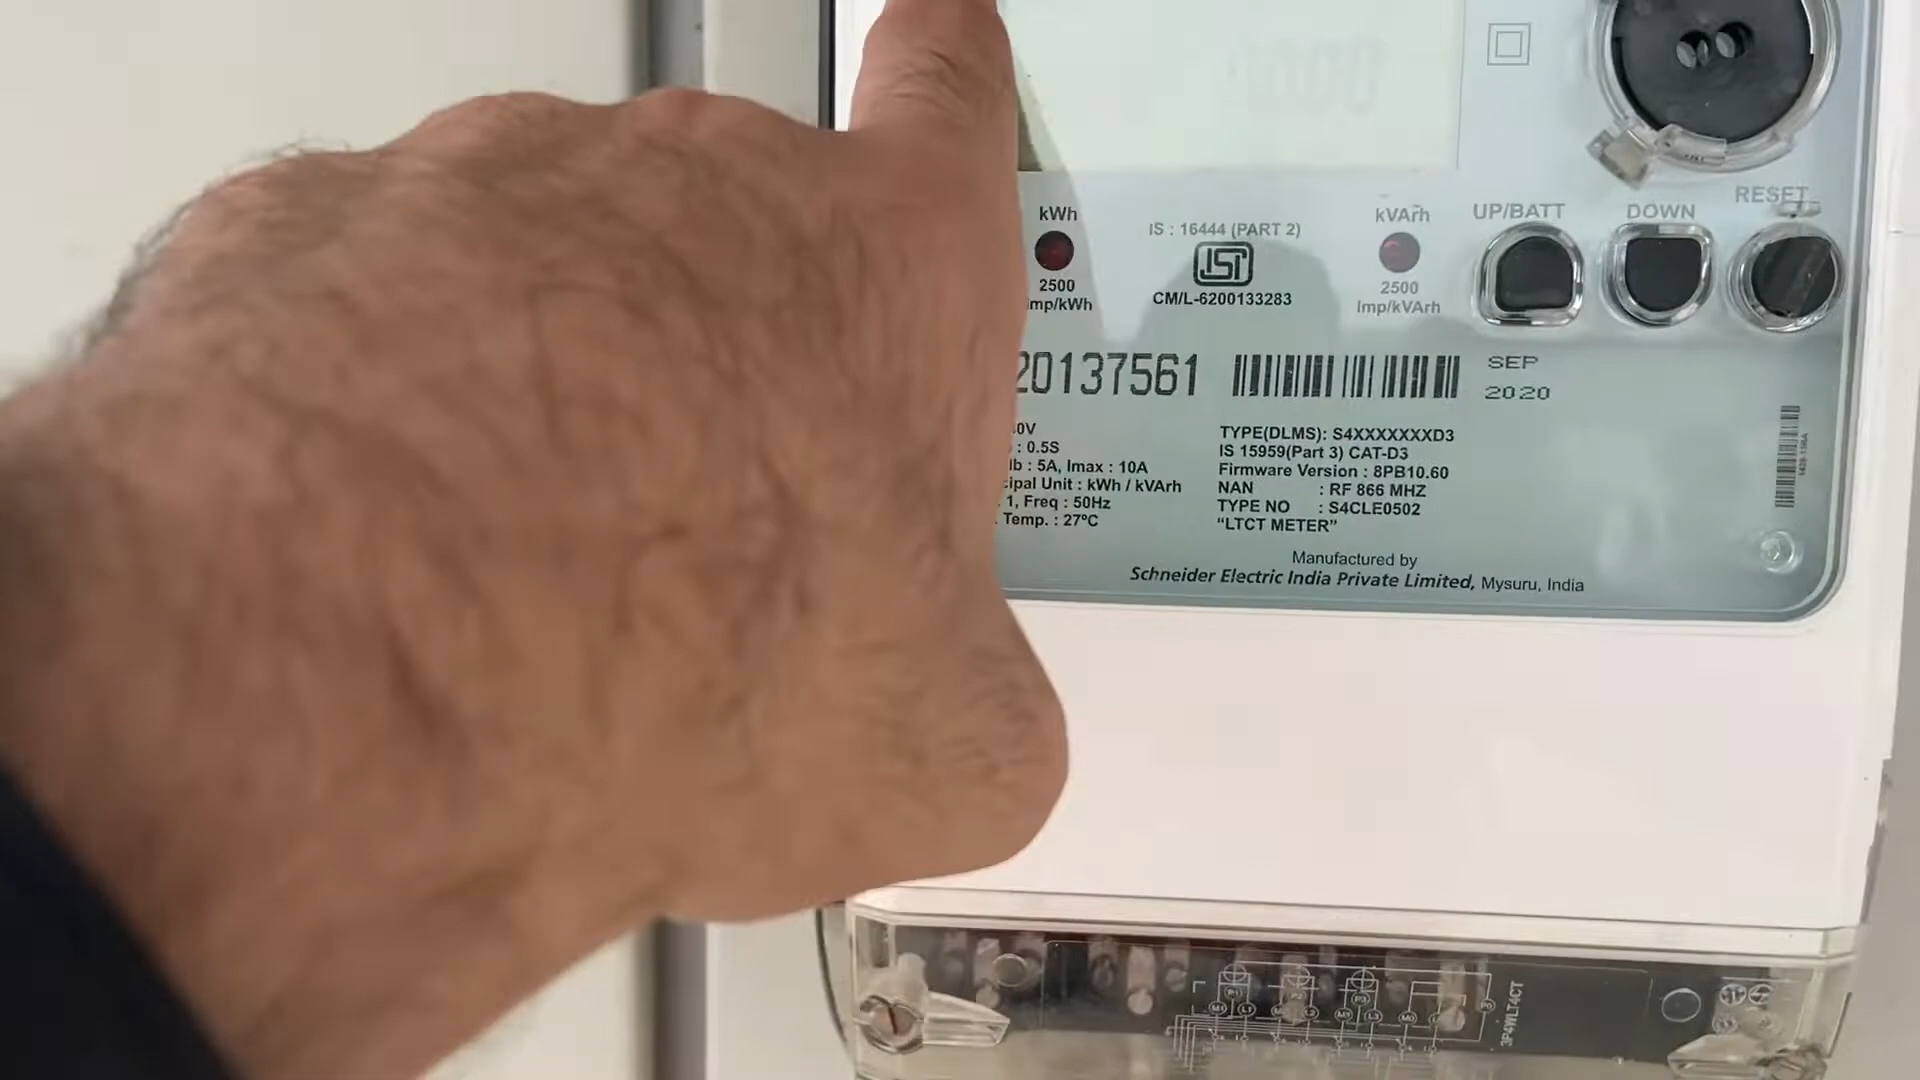 RESET
UP/BATT
DOWN
kWh
2500
Imp/kWh
IS : 16444 (PART 2)
ISI
CM/L-6200133283
kVArh
2500
Imp/kVArh
20137561
SEP
2020
0V
: 0.5S
Ib : 5A, Imax : 10A
cipal Unit : kWh / kVArh
1, Freq : 50Hz
Temp. : 27°C
TYPE(DLMS): S4XXXXXXXD3
IS 15959(Part 3) CAT-D3
Firmware Version : 8PB10.60
NAN : RF 866 MHZ
TYPE NO : S4CLE0502
“LTCT METER”
Manufactured by
Schneider Electric India Private Limited, Mysuru, India
3P4WLT4CT